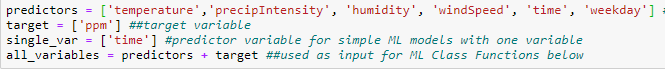 predictors = ['temperature','precipIntensity', 'humidity', 'windSpeed', 'time', 'weekday'] #
target = ['ppm'] ##target variable
single_var = ['time'] #predictor variable for simple ML models with one variable
all_variables = predictors + target ##used as input for ML Class Functions below